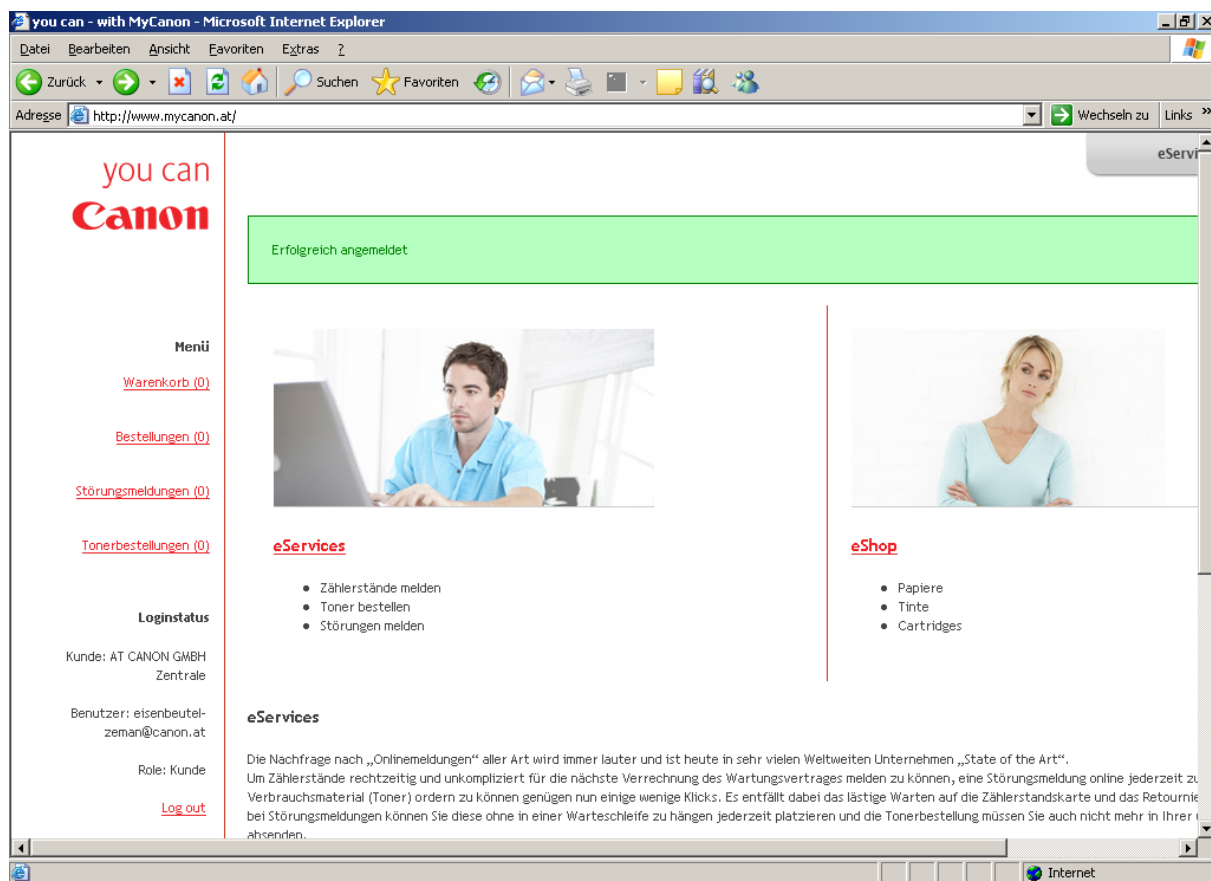 you can - with MyCanon - Microsoft Internet Explorer
Datei Bearbeiten Ansicht Favoriten Extras ?
Zurück Suchen Favoriten
Adresse http://www.mycanon.at/ Wechseln zu Links »
eServi
you can
Canon
Erfolgreich angemeldet
Menü
Warenkorb (0)
Bestellungen (0)
Störungsmeldungen (0)
Tonerbestellungen (0)
Loginstatus
Kunde: AT CANON GMBH
Zentrale
Benutzer: eisenbeutel-
zeman@canon.at
Role: Kunde
Log out
eServices
• Zählerstände melden
• Toner bestellen
• Störungen melden
eShop
• Papiere
• Tinte
• Cartridges
eServices
Die Nachfrage nach „Onlinemeldungen“ aller Art wird immer lauter und ist heute in sehr vielen Weltweiten Unternehmen „State of the Art“.
Um Zählerstände rechtzeitig und unkompliziert für die nächste Verrechnung des Wartungsvertrages melden zu können, eine Störungsmeldung online jederzeit zu
Verbrauchsmaterial (Toner) ordern zu können genügen nun einige wenige Klicks. Es entfällt dabei das lästige Warten auf die Zählerstandskarte und das Retournie
bei Störungsmeldungen können Sie diese ohne in einer Warteschleife zu hängen jederzeit platzieren und die Tonerbestellung müssen Sie auch nicht mehr in Ihrer
absenden.
Internet